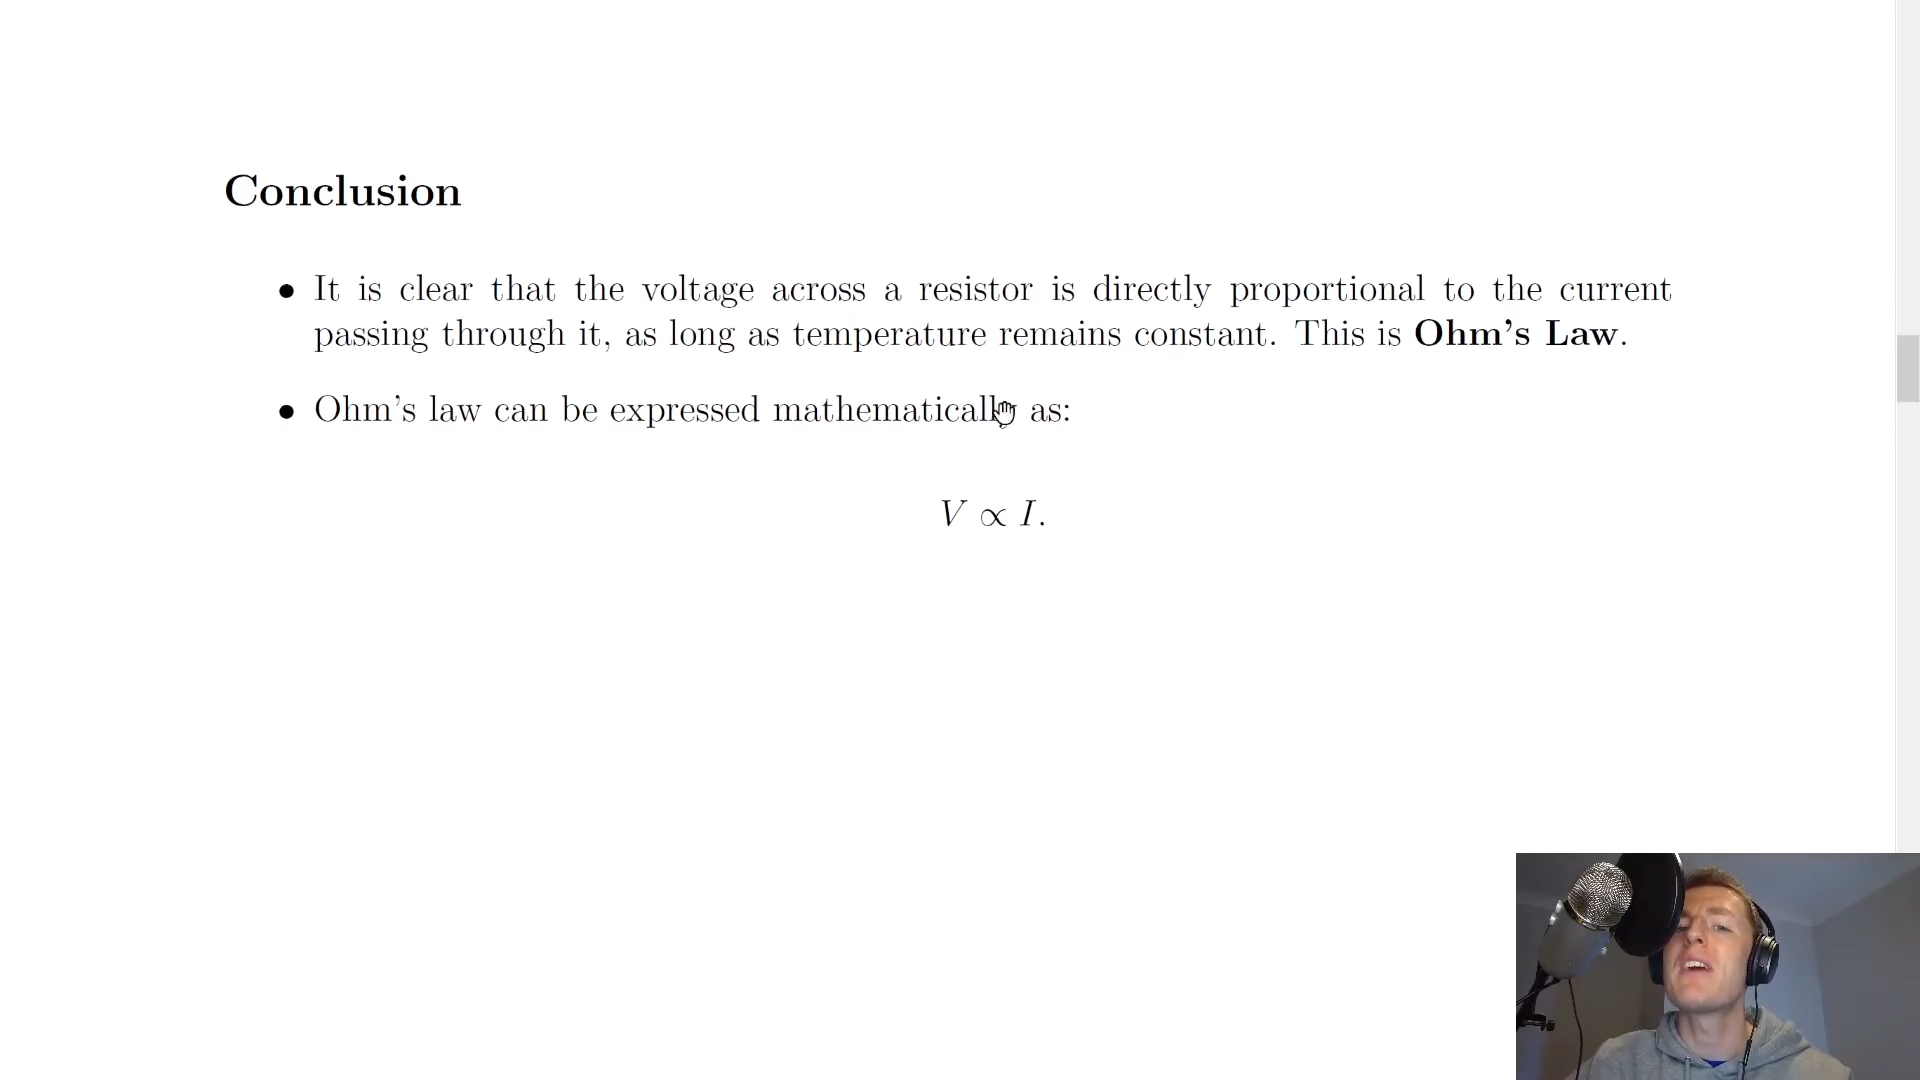 Conclusion
• It is clear that the voltage across a resistor is directly proportional to the current
passing through it, as long as temperature remains constant. This is Ohm's Law.
• Ohm's law can be expressed mathematically as:
V ∝ I.